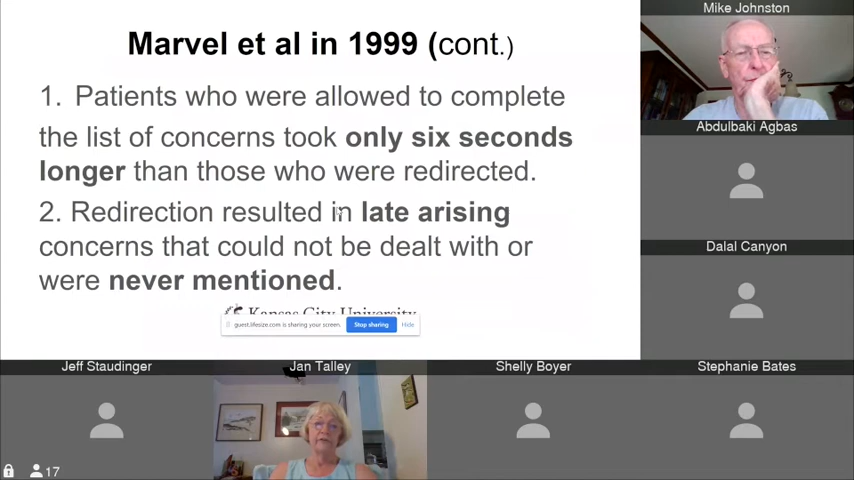 Marvel et al in 1999 (cont.)
1. Patients who were allowed to complete
the list of concerns took only six seconds
longer than those who were redirected.
2. Redirection resulted in late arising
concerns that could not be dealt with or
were never mentioned.
Kansas City University
guest.lifesize.com is sharing your screen.
Stop sharing
Hide
Mike Johnston
Abdulbaki Agbas
Dalal Canyon
Jeff Staudinger
Jan Talley
Shelly Boyer
Stephanie Bates
17